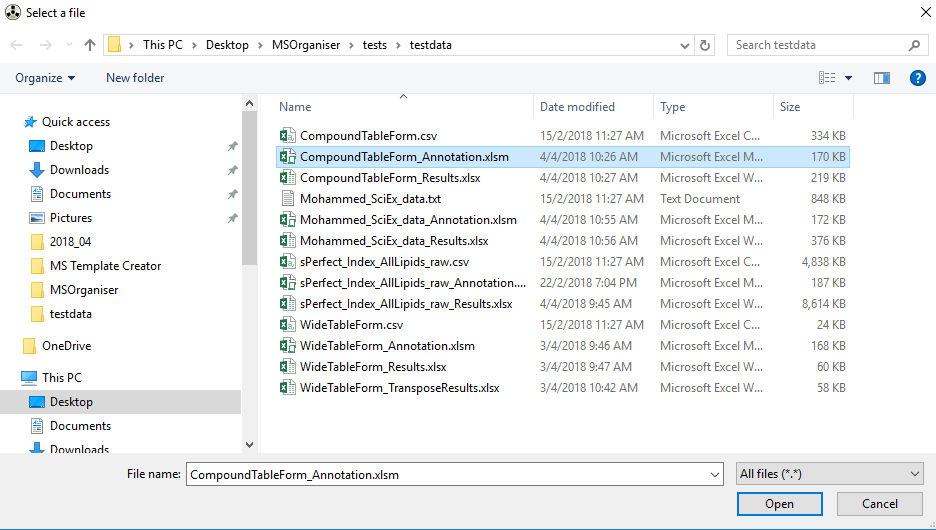 Select a file
This PC > Desktop > MSOrganiser > tests > testdata
Search testdata
Organize New folder
Quick access
Desktop
Downloads
Documents
Pictures
2018_04
MS Template Creator
MSOrganiser
testdata
OneDrive
This PC
Desktop
Documents
Downloads
Name Date modified Type Size
CompoundTableForm.csv 15/2/2018 11:27 AM Microsoft Excel C... 334 KB
CompoundTableForm_Annotation.xlsm 4/4/2018 10:26 AM Microsoft Excel M... 170 KB
CompoundTableForm_Results.xlsx 4/4/2018 10:27 AM Microsoft Excel W... 219 KB
Mohammed_SciEx_data.txt 15/2/2018 11:27 AM Text Document 848 KB
Mohammed_SciEx_data_Annotation.xlsm 4/4/2018 10:55 AM Microsoft Excel M... 172 KB
Mohammed_SciEx_data_Results.xlsx 4/4/2018 10:56 AM Microsoft Excel W... 376 KB
sPerfect_Index_AllLipids_raw.csv 15/2/2018 11:27 AM Microsoft Excel C... 4,838 KB
sPerfect_Index_AllLipids_raw_Annotation.... 22/2/2018 7:04 PM Microsoft Excel M... 187 KB
sPerfect_Index_AllLipids_raw_Results.xlsx 4/4/2018 9:45 AM Microsoft Excel W... 8,614 KB
WideTableForm.csv 15/2/2018 11:27 AM Microsoft Excel C... 24 KB
WideTableForm_Annotation.xlsm 3/4/2018 9:46 AM Microsoft Excel M... 168 KB
WideTableForm_Results.xlsx 3/4/2018 9:47 AM Microsoft Excel W... 60 KB
WideTableForm_TransposeResults.xlsx 3/4/2018 10:42 AM Microsoft Excel W... 58 KB
File name: CompoundTableForm_Annotation.xlsm All files (*.*)
Open Cancel